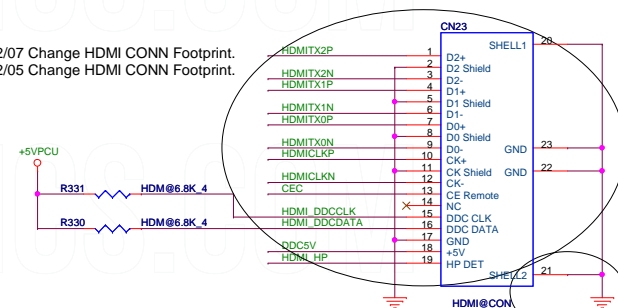 CN23
2/07 Change HDMI CONN Footprint.
2/05 Change HDMI CONN Footprint.
HDMITX2P 1 D2+ SHELL1 20
2 D2 Shield
HDMITX2N 3 D2-
HDMITX1P 4 D1+
5 D1 Shield
HDMITX1N 6 D1-
HDMITX0P 7 D0+
8 D0 Shield
HDMITX0N 9 D0- GND 23
HDMICLKP 10 CK+
11 CK Shield GND 22
HDMICLKN 12 CK-
CEC 13 CE Remote
14 NC
HDMI_DDCCLK 15 DDC CLK
HDMI_DDCDATA 16 DDC DATA
17 GND
DDC5V 18 +5V
HDMI_HP 19 HP DET
SHELL2 21
HDMI@CON
+5VPCU
R331 HDM@6.8K_4
R330 HDM@6.8K_4